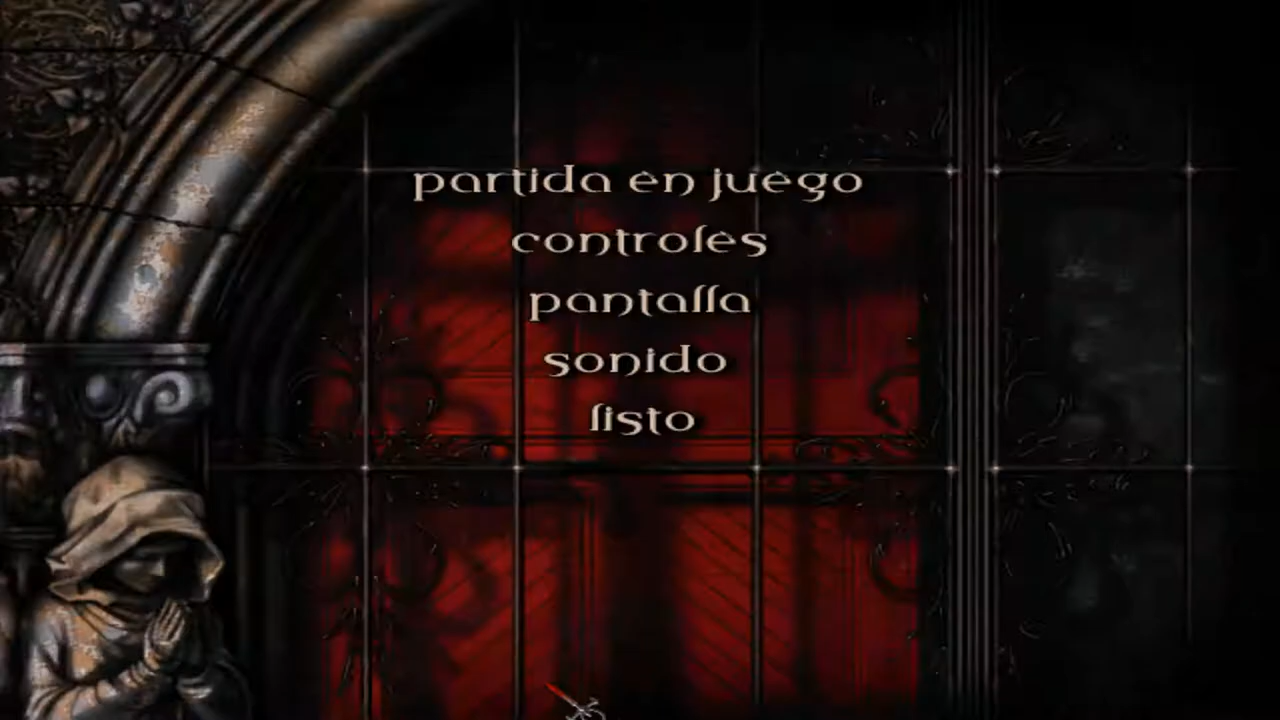 partida en juego
controles
pantalla
sonido
listo